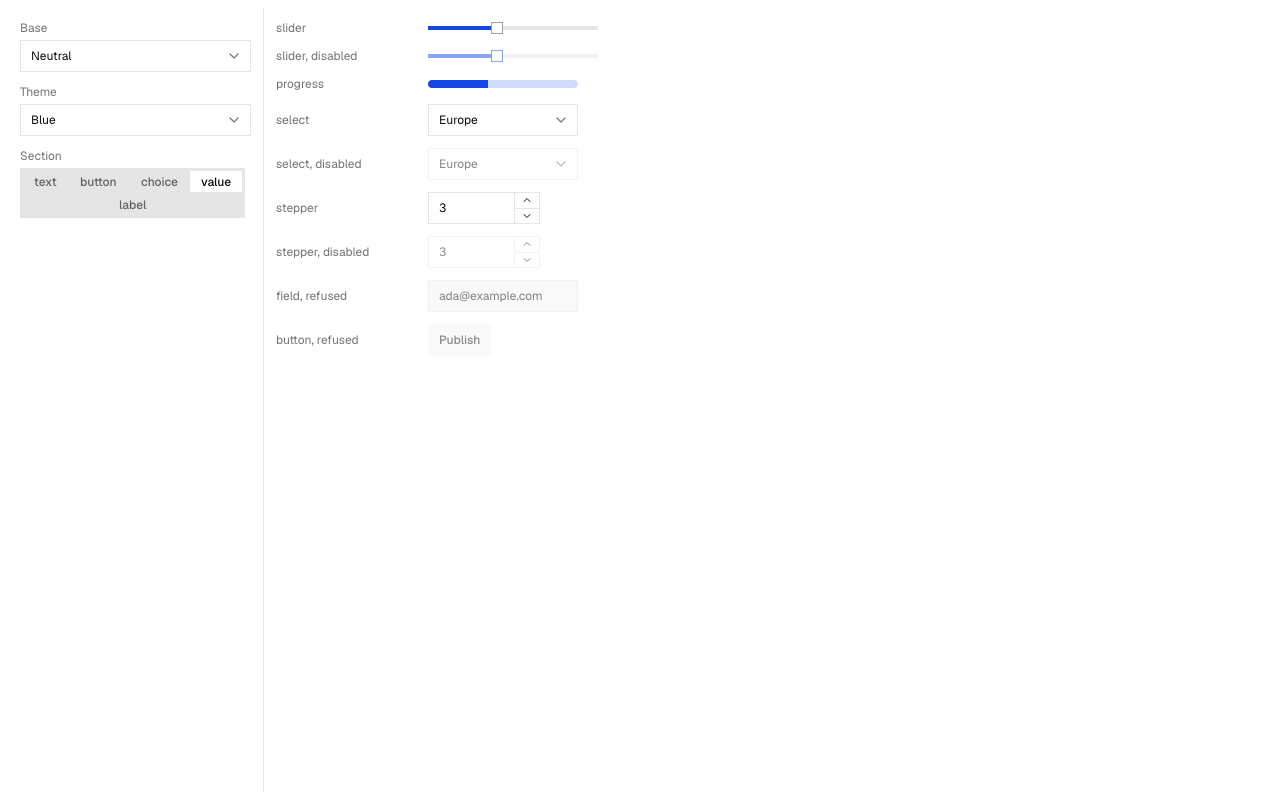 Base
Neutral
Theme
Blue
Section
text button choice value
label
slider
slider, disabled
progress
select Europe
select, disabled Europe
stepper 3
stepper, disabled 3
field, refused ada@example.com
button, refused Publish